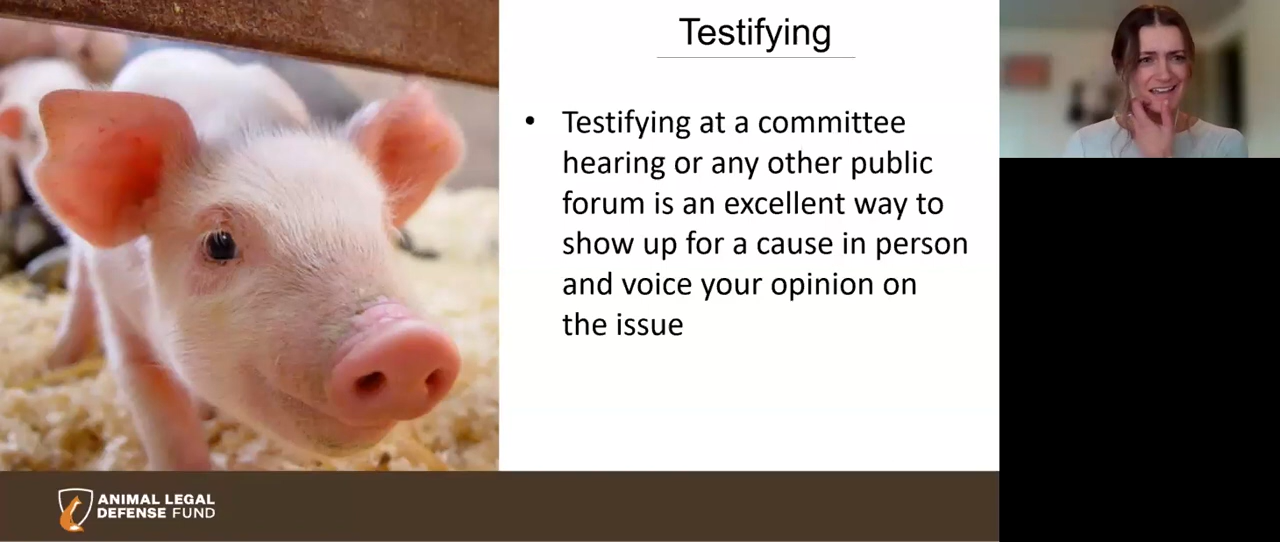 Testifying
• Testifying at a committee
hearing or any other public
forum is an excellent way to
show up for a cause in person
and voice your opinion on
the issue
ANIMAL LEGAL
DEFENSE FUND